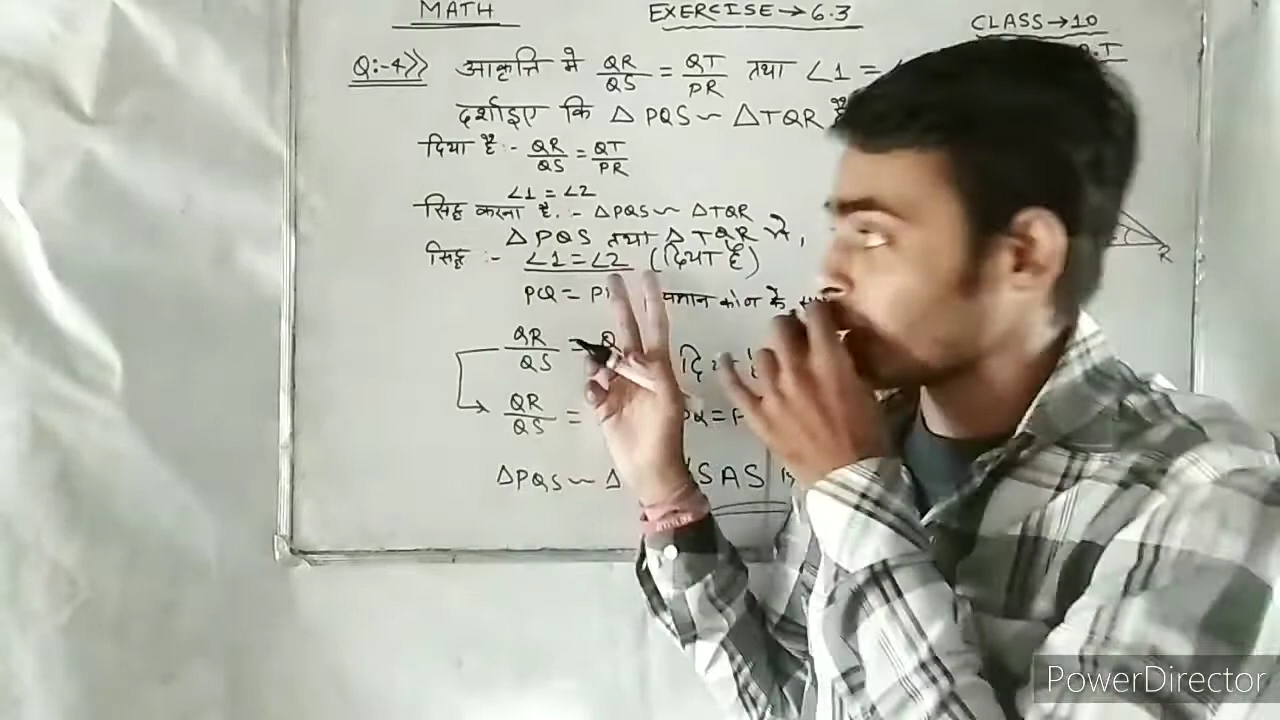 MATH EXERCISE→6.3 CLASS→10
Q:-4>> आकृति में QR/QS = QT/PR तथा ∠1 =
दर्शाइए कि △PQS ~ △TQR है
दिया है:- QR/QS = QT/PR
∠1 = ∠2
सिद्ध करना है :- △PQS ~ △TQR
△PQS तथा △TQR में,
सिद्ध :- ∠1=∠2 (दिया है)
PQ = कोण के
QR/QS =
QR/QS = PQ=
△PQS ~ △ SAS
R
PowerDirector